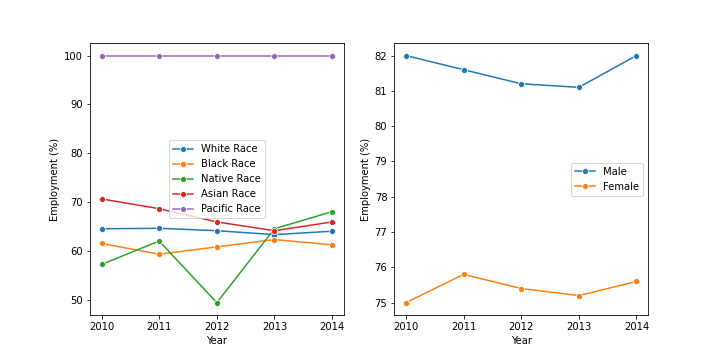 100
90
80
70
60
50
Employment (%)
2010 2011 2012 2013 2014
Year
White Race
Black Race
Native Race
Asian Race
Pacific Race
82
81
80
79
78
77
76
75
Employment (%)
2010 2011 2012 2013 2014
Year
Male
Female